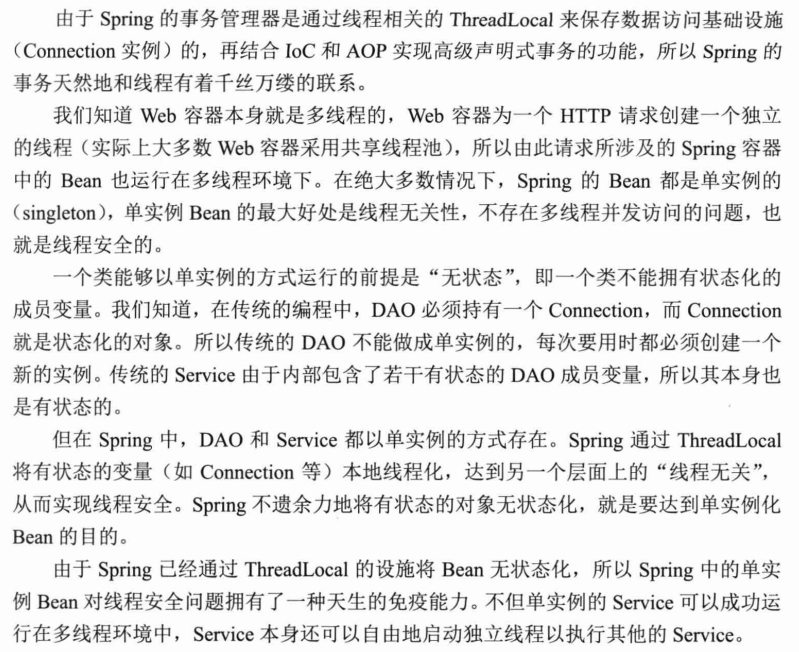 由于 Spring 的事务管理器是通过线程相关的 ThreadLocal 来保存数据访问基础设施
（Connection 实例）的，再结合 IoC 和 AOP 实现高级声明式事务的功能，所以 Spring 的
事务天然地和线程有着千丝万缕的联系。
我们知道 Web 容器本身就是多线程的，Web 容器为一个 HTTP 请求创建一个独立
的线程（实际上大多数 Web 容器采用共享线程池），所以由此请求所涉及的 Spring 容器
中的 Bean 也运行在多线程环境下。在绝大多数情况下，Spring 的 Bean 都是单实例的
（singleton），单实例 Bean 的最大好处是线程无关性，不存在多线程并发访问的问题，也
就是线程安全的。
一个类能够以单实例的方式运行的前提是“无状态”，即一个类不能拥有状态化的
成员变量。我们知道，在传统的编程中，DAO 必须持有一个 Connection，而 Connection
就是状态化的对象。所以传统的 DAO 不能做成单实例的，每次要用时都必须创建一个
新的实例。传统的 Service 由于内部包含了若干有状态的 DAO 成员变量，所以其本身也
是有状态的。
但在 Spring 中，DAO 和 Service 都以单实例的方式存在。Spring 通过 ThreadLocal
将有状态的变量（如 Connection 等）本地线程化，达到另一个层面上的“线程无关”，
从而实现线程安全。Spring 不遗余力地将有状态的对象无状态化，就是要达到单实例化
Bean 的目的。
由于 Spring 已经通过 ThreadLocal 的设施将 Bean 无状态化，所以 Spring 中的单实
例 Bean 对线程安全问题拥有了一种天生的免疫能力。不但单实例的 Service 可以成功运
行在多线程环境中，Service 本身还可以自由地启动独立线程以执行其他的 Service。